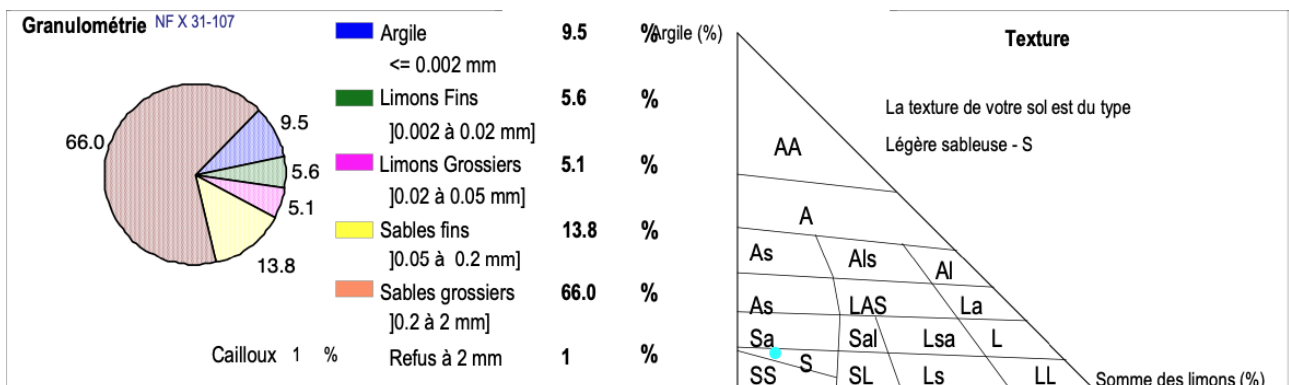 Granulométrie NF X 31-107
66.0
9.5
5.6
5.1
13.8
Argile 9.5 %
<= 0.002 mm
Limons Fins 5.6 %
]0.002 à 0.02 mm]
Limons Grossiers 5.1 %
]0.02 à 0.05 mm]
Sables fins 13.8 %
]0.05 à 0.2 mm]
Sables grossiers 66.0 %
]0.2 à 2 mm]
Cailloux 1 % Refus à 2 mm 1 %
Argile (%)
Texture
La texture de votre sol est du type
Légère sableuse - S
AA
A
As Als Al
As LAS La
Sa Sal Lsa L
S
SS SL Ls LL
Somme des limons (%)